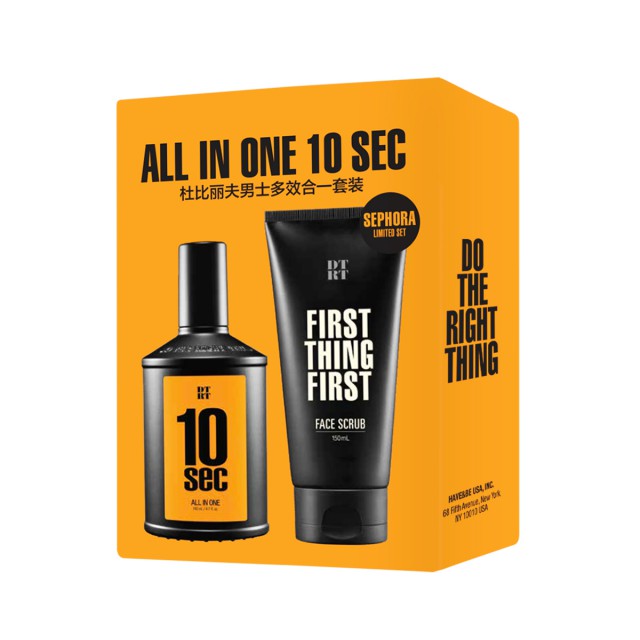 ALL IN ONE 10 SEC
杜比丽夫男士多效合一套装
SEPHORA
LIMITED SET
DT
RT
FIRST
THING
FIRST
FACE SCRUB
150mL
DT
RT
10
sec
ALL IN ONE
DO
THE
RIGHT
THING
HAVE&BE USA, INC.
68 Fifth Avenue, New York,
NY 10010 USA